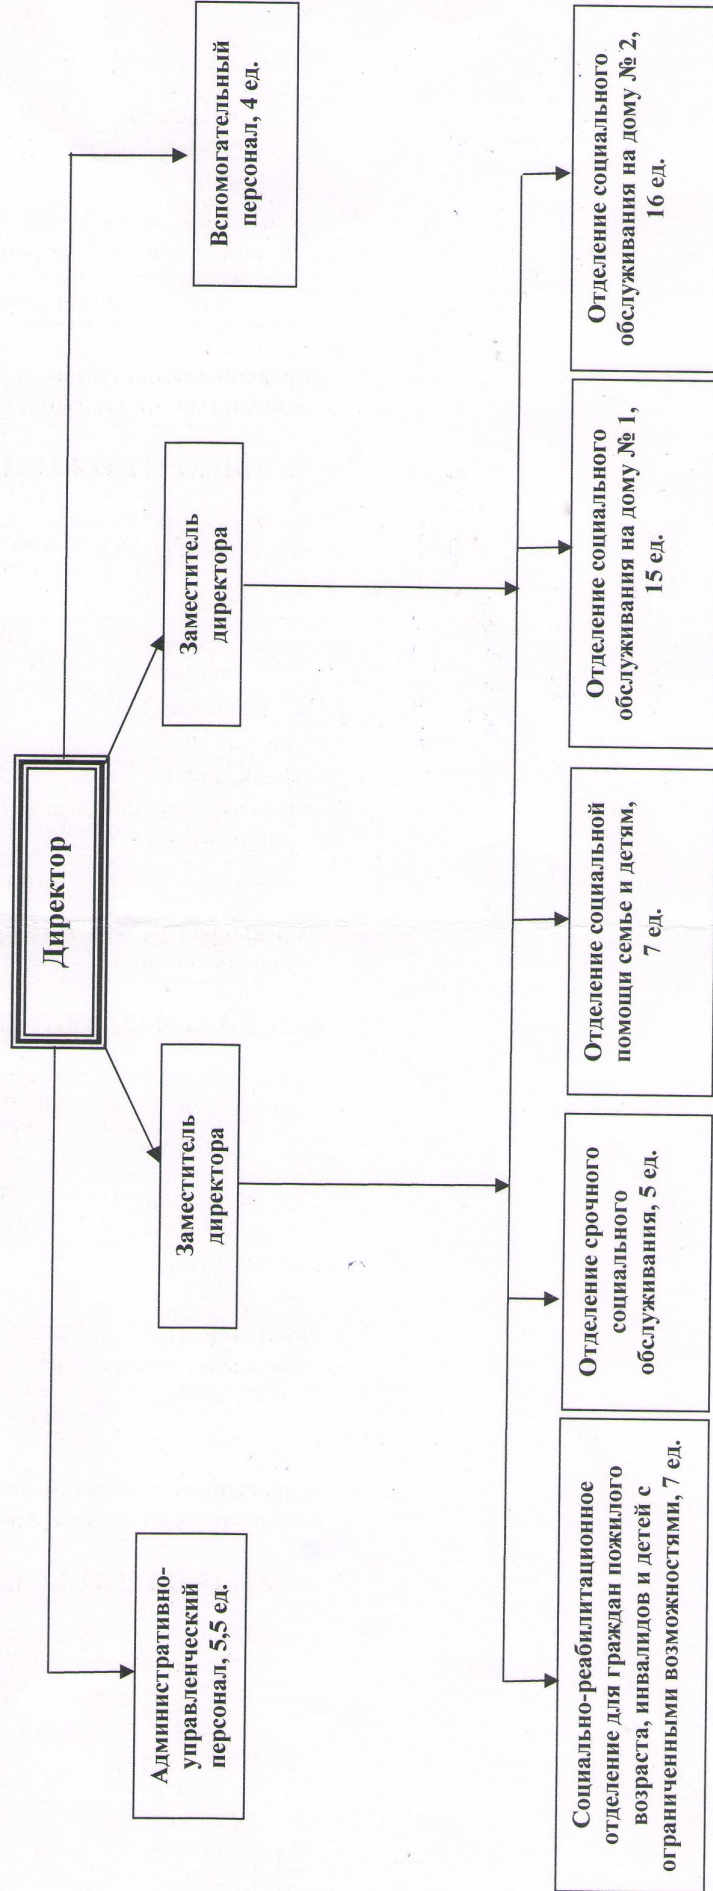 Директор
Административно-
управленческий
персонал, 5,5 ед.
Заместитель
директора
Заместитель
директора
Вспомогательный
персонал, 4 ед.
Социально-реабилитационное
отделение для граждан пожилого
возраста, инвалидов и детей с
ограниченными возможностями, 7 ед.
Отделение срочного
социального
обслуживания, 5 ед.
Отделение социальной
помощи семье и детям,
7 ед.
Отделение социального
обслуживания на дому № 1,
15 ед.
Отделение социального
обслуживания на дому № 2,
16 ед.